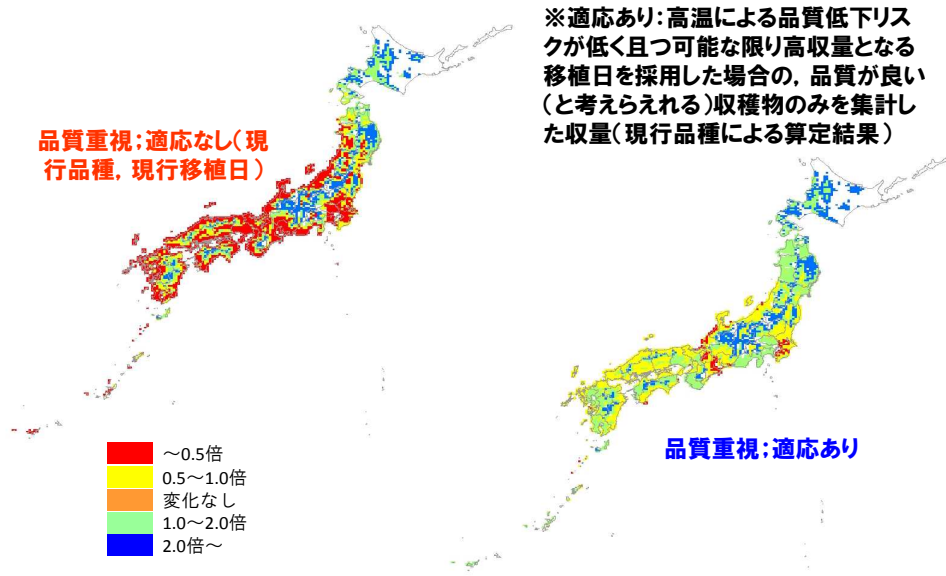 ※適応あり：高温による品質低下リス
クが低く且つ可能な限り高収量となる
移植日を採用した場合の，品質が良い
（と考えらえれる）収穫物のみを集計し
た収量（現行品種による算定結果）
品質重視；適応なし（現
行品種，現行移植日）
品質重視；適応あり
～0.5倍
0.5～1.0倍
変化なし
1.0～2.0倍
2.0倍～